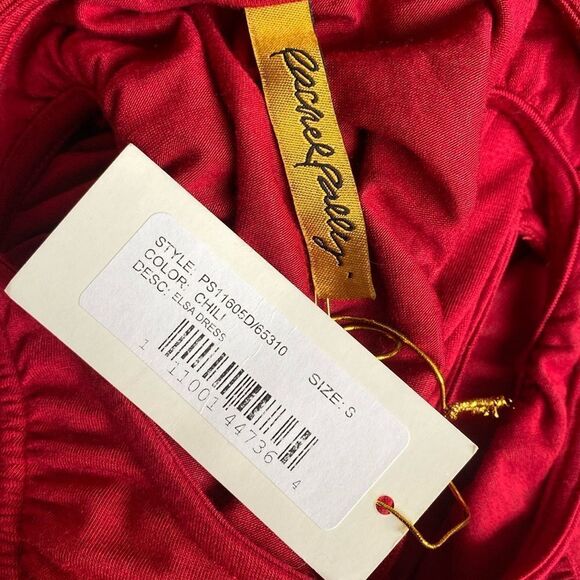 Rachel Pally
STYLE: PS11605D/65310
COLOR: CHILI
DESC: ELSA DRESS
SIZE: S
1 11001 44736 4